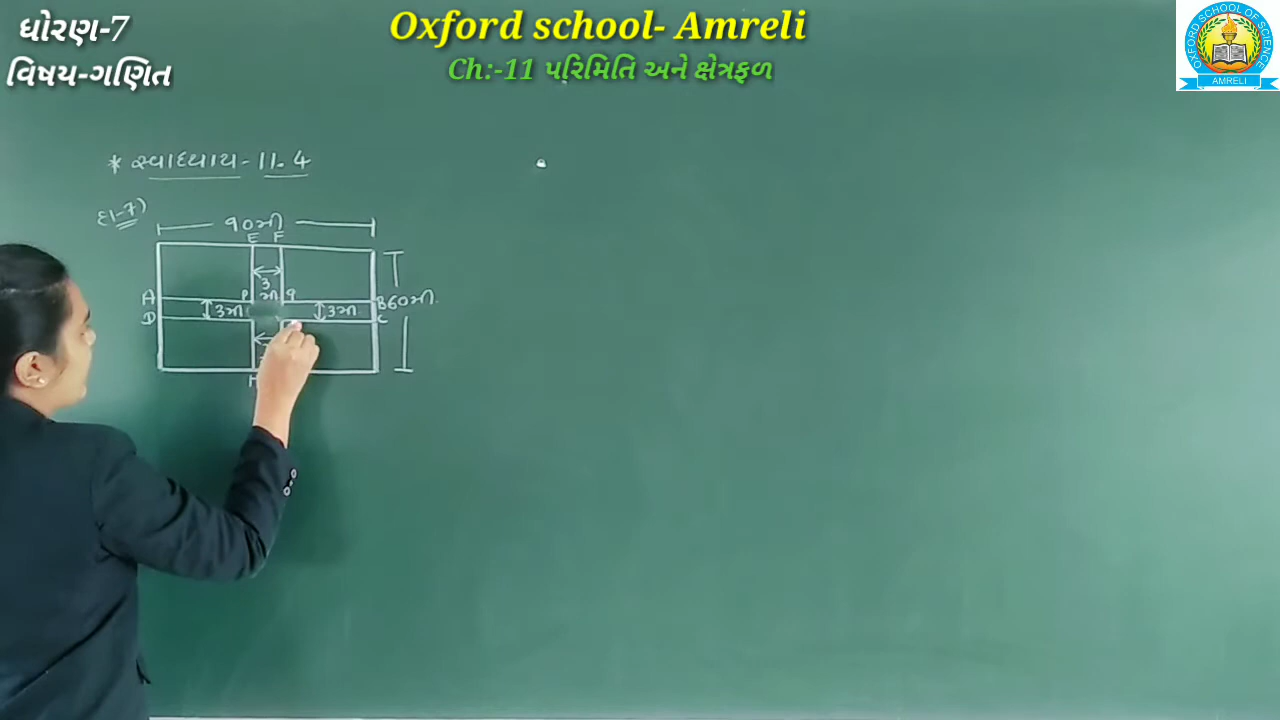 ધોરણ-7
વિષય-ગણિત
Oxford school- Amreli
Ch:-11 પરિમિતિ અને ક્ષેત્રફળ
OXFORD SCHOOL OF SCIENCE
AMRELI
* સ્વાધ્યાય-11.4
દા-7)
90મી
E F
3
મી
A P q B 60મી.
3મી 3મી
D C
H